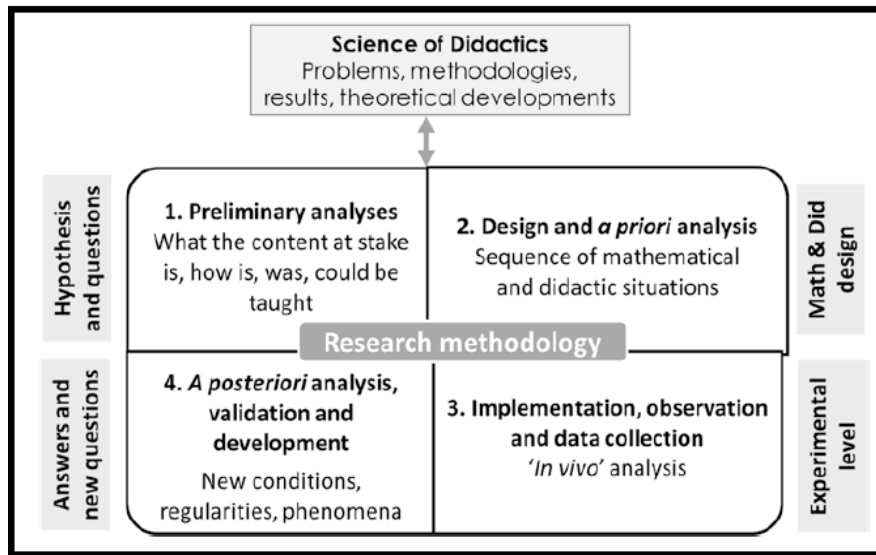 Science of Didactics
Problems, methodologies,
results, theoretical developments
Hypothesis
and questions
1. Preliminary analyses
What the content at stake
is, how is, was, could be
taught
2. Design and a priori analysis
Sequence of mathematical
and didactic situations
Math & Did
design
Research methodology
Answers and
new questions
4. A posteriori analysis,
validation and
development
New conditions,
regularities, phenomena
3. Implementation, observation
and data collection
'In vivo' analysis
Experimental
level